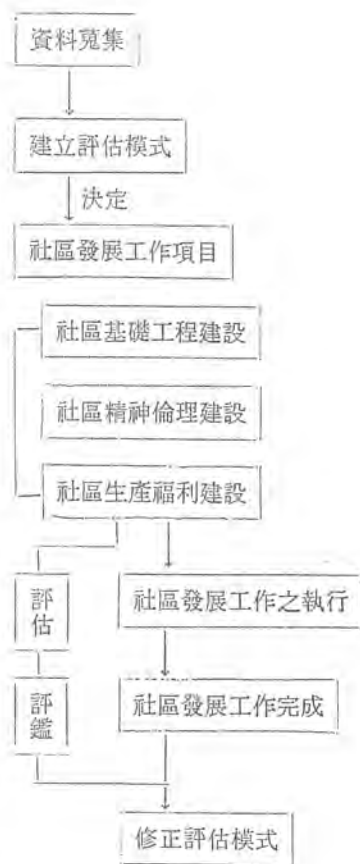 資料蒐集
建立評估模式
決定
社區發展工作項目
社區基礎工程建設
社區精神倫理建設
社區生產福利建設
評估
社區發展工作之執行
評鑑
社區發展工作完成
修正評估模式